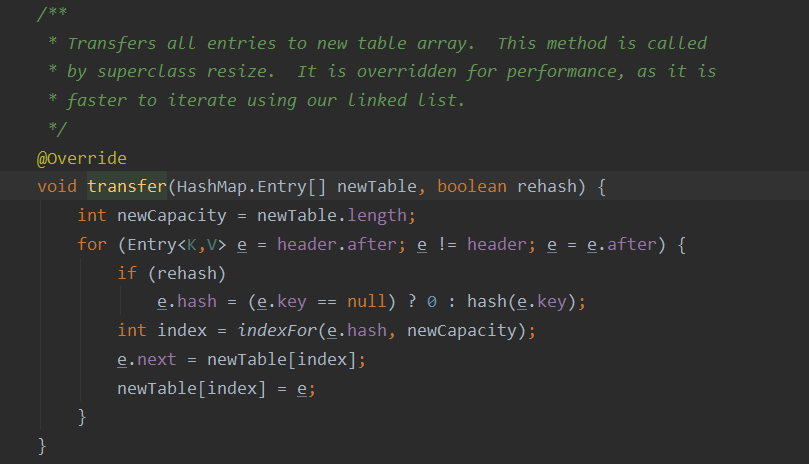 /**
 * Transfers all entries to new table array.  This method is called
 * by superclass resize.  It is overridden for performance, as it is
 * faster to iterate using our linked list.
 */
@Override
void transfer(HashMap.Entry[] newTable, boolean rehash) {
    int newCapacity = newTable.length;
    for (Entry<K,V> e = header.after; e != header; e = e.after) {
        if (rehash)
            e.hash = (e.key == null) ? 0 : hash(e.key);
        int index = indexFor(e.hash, newCapacity);
        e.next = newTable[index];
        newTable[index] = e;
    }
}